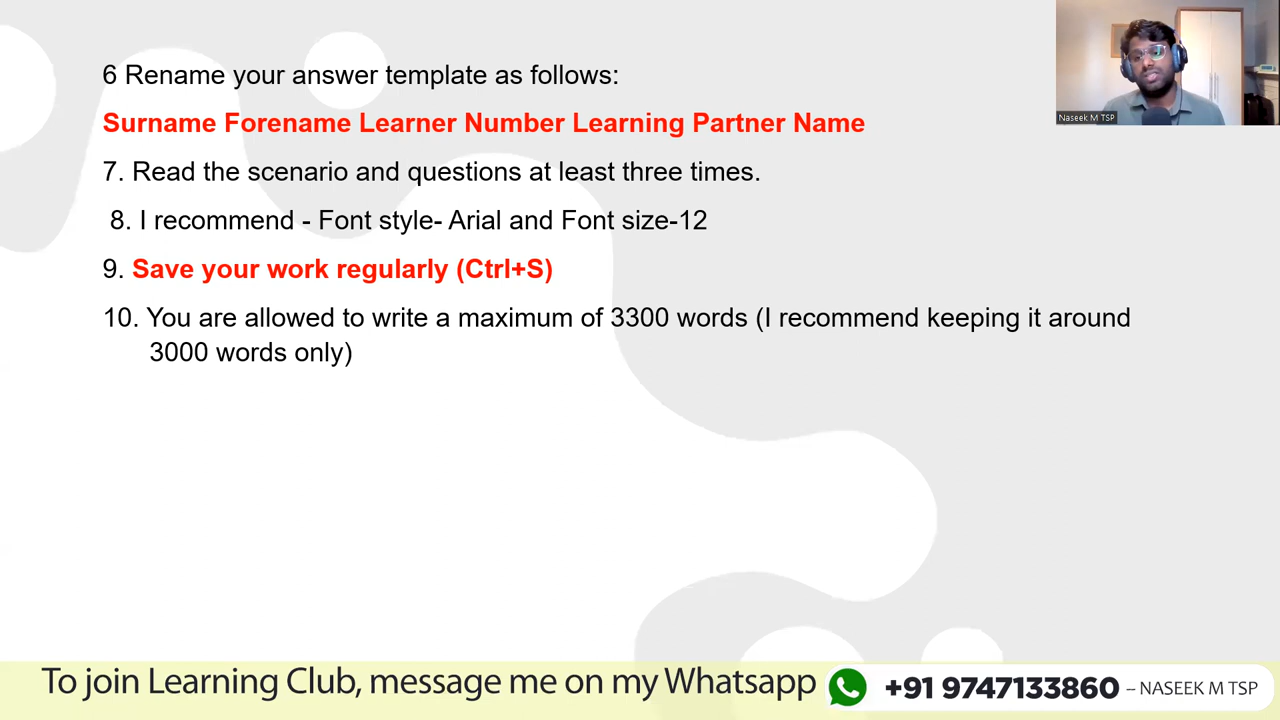 6 Rename your answer template as follows:
Surname Forename Learner Number Learning Partner Name
7. Read the scenario and questions at least three times.
8. I recommend - Font style- Arial and Font size-12
9. Save your work regularly (Ctrl+S)
10. You are allowed to write a maximum of 3300 words (I recommend keeping it around
3000 words only)
Naseek M TSP
To join Learning Club, message me on my Whatsapp +91 9747133860 – NASEEK M TSP